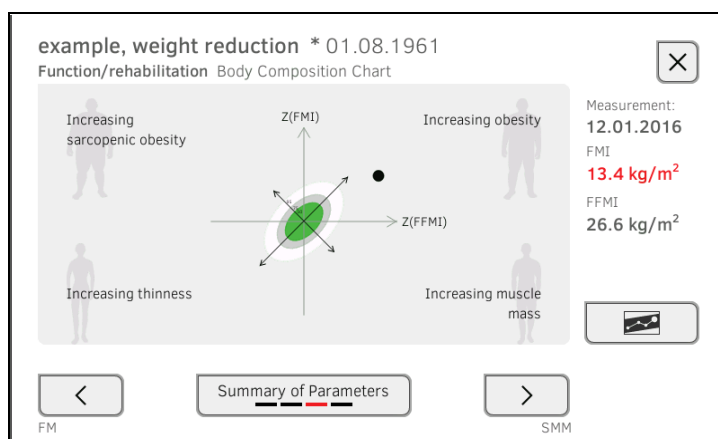 example, weight reduction * 01.08.1961
Function/rehabilitation Body Composition Chart
Increasing
sarcopenic obesity
Z(FMI)
Increasing obesity
Z(FFMI)
Increasing thinness
Increasing muscle
mass
Measurement:
12.01.2016
FMI
13.4 kg/m²
FFMI
26.6 kg/m²
Summary of Parameters
FM
SMM